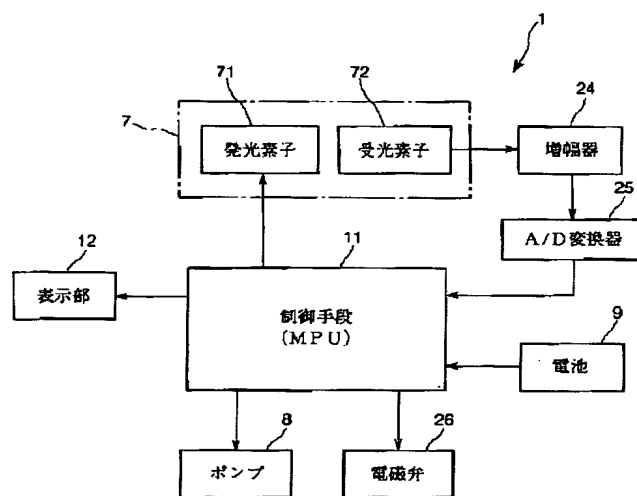 1
71
72
24
7
発光素子
受光素子
増幅器
25
A/D変換器
12
11
表示部
制御手段
(MPU)
9
電池
8
26
ポンプ
電磁弁